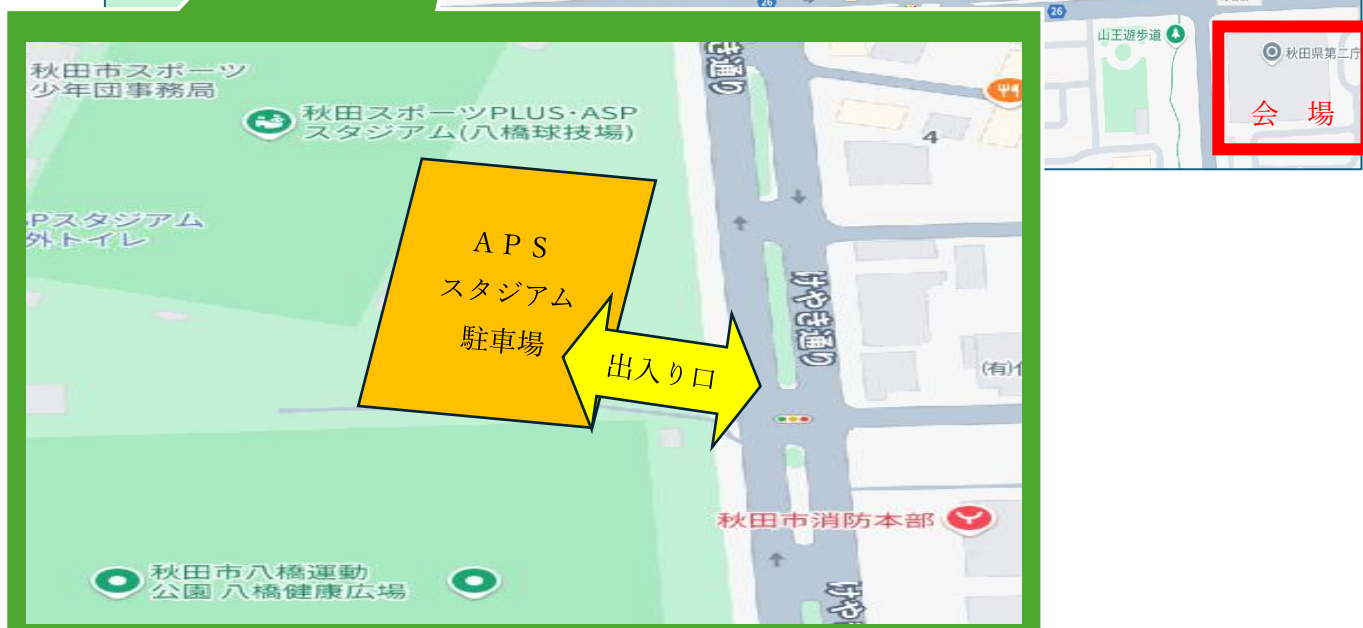 26
26
山王遊歩道
秋田県第二庁
会 場
秋田市スポーツ
少年団事務局
秋田スポーツPLUS・ASP
スタジアム(八橋球技場)
けやき通り
4
Pスタジアム
外トイレ
APS
スタジアム
駐車場
出入り口
けやき通り
(有)イ
秋田市消防本部
秋田市八橋運動
公園 八橋健康広場
けや